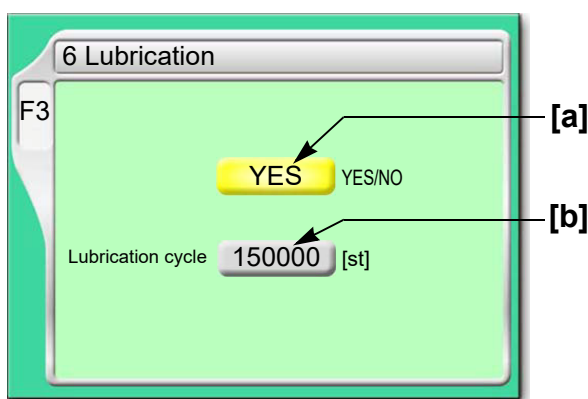 6 Lubrication
F3
[a]
YES YES/NO
[b]
Lubrication cycle 150000 [st]